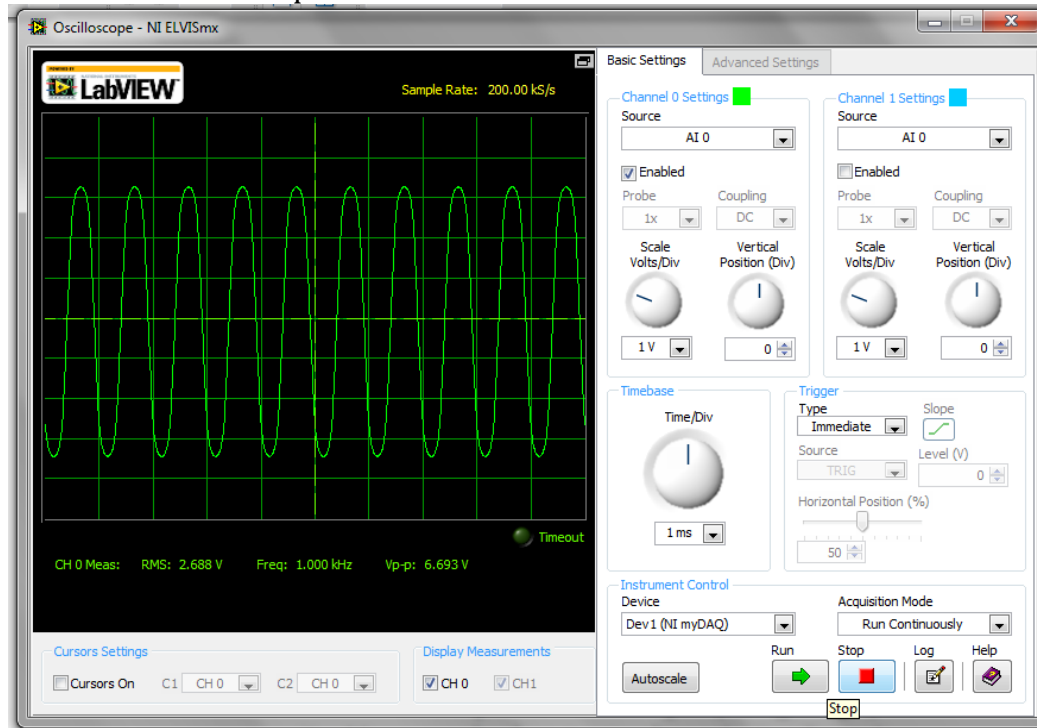 Oscilloscope - NI ELVISmx
LabVIEW
Sample Rate: 200.00 kS/s
Timeout
CH 0 Meas: RMS: 2.688 V Freq: 1.000 kHz Vp-p: 6.693 V
Cursors Settings
Cursors On C1 CH 0 C2 CH 0
Display Measurements
CH 0 CH1
Basic Settings Advanced Settings
Channel 0 Settings
Source
AI 0
Enabled
Probe Coupling
1x DC
Scale Vertical
Volts/Div Position (Div)
1 V 0
Channel 1 Settings
Source
AI 0
Enabled
Probe Coupling
1x DC
Scale Vertical
Volts/Div Position (Div)
1 V 0
Timebase
Time/Div
1 ms
Trigger
Type Slope
Immediate
Source Level (V)
TRIG 0
Horizontal Position (%)
50
Instrument Control
Device Acquisition Mode
Dev1 (NI myDAQ) Run Continuously
Run Stop Log Help
Autoscale
Stop